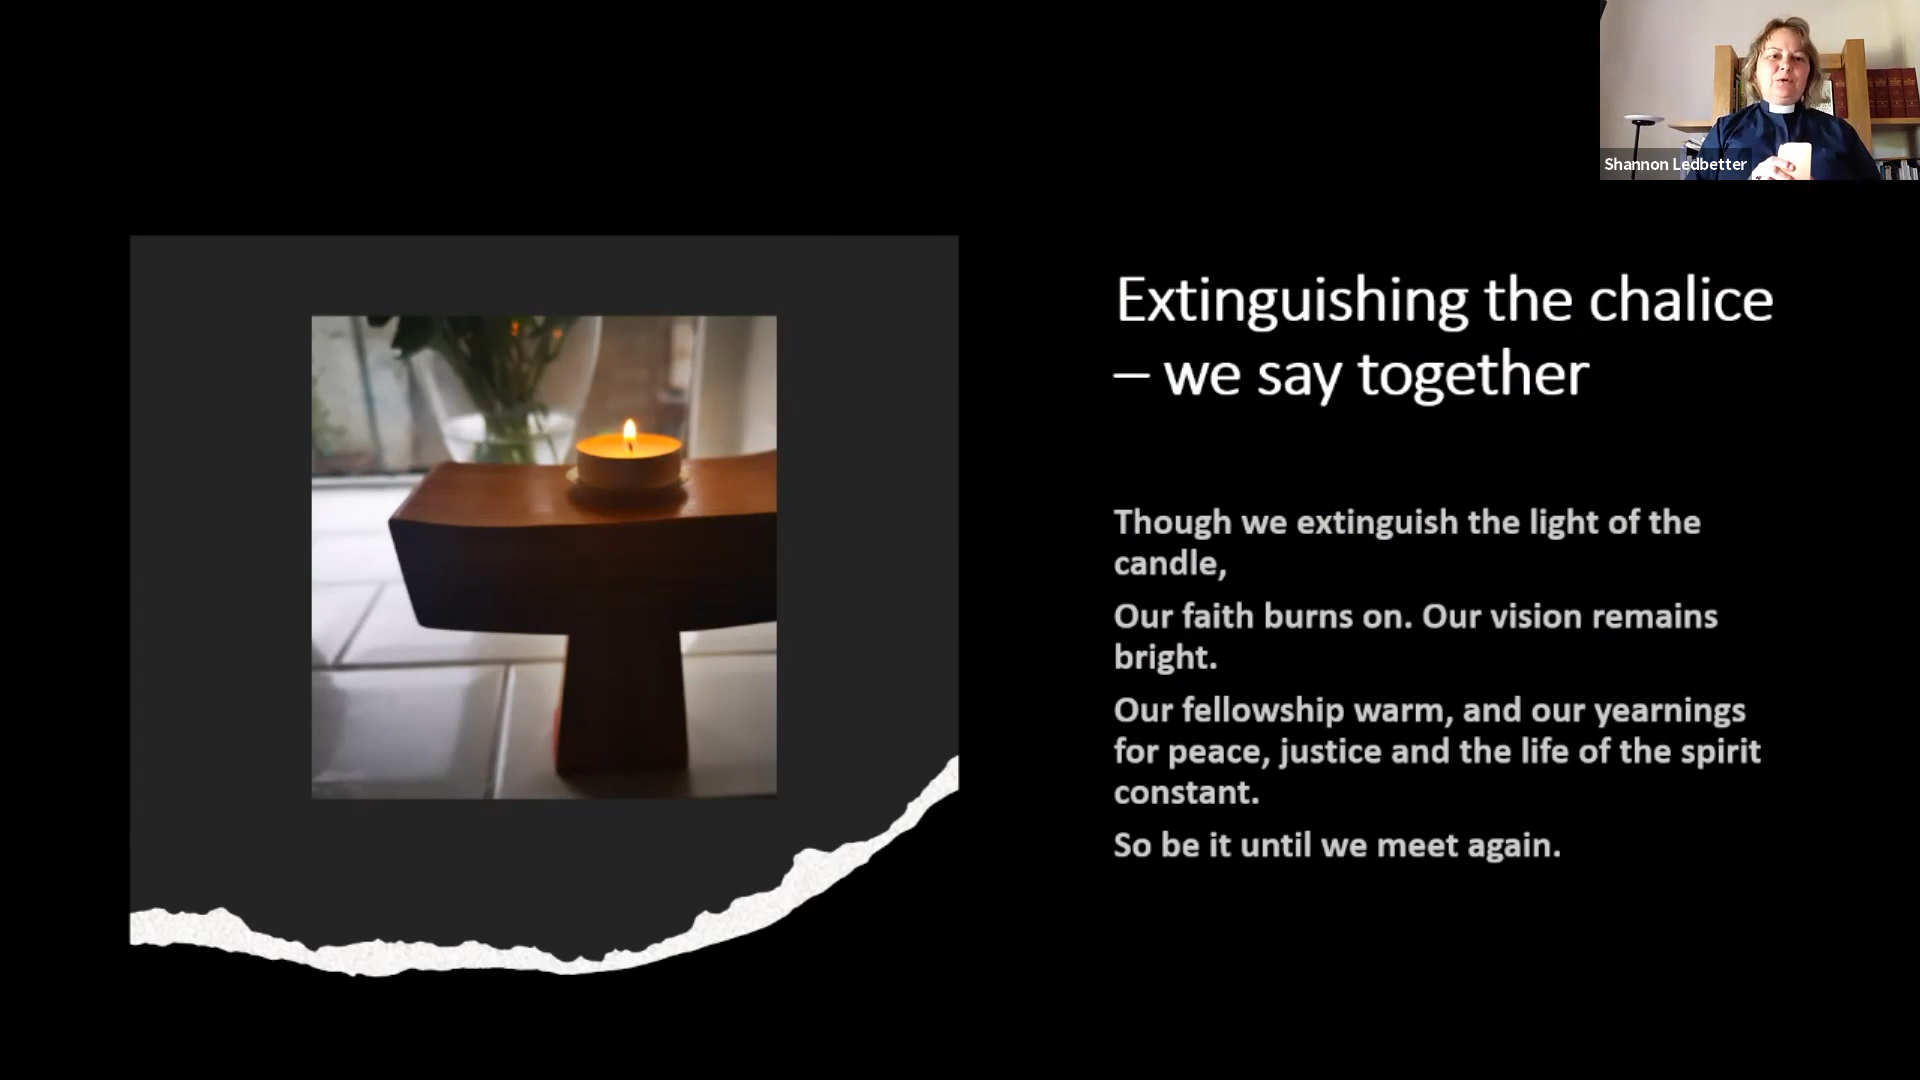 Shannon Ledbetter
Extinguishing the chalice
– we say together
Though we extinguish the light of the
candle,
Our faith burns on. Our vision remains
bright.
Our fellowship warm, and our yearnings
for peace, justice and the life of the spirit
constant.
So be it until we meet again.